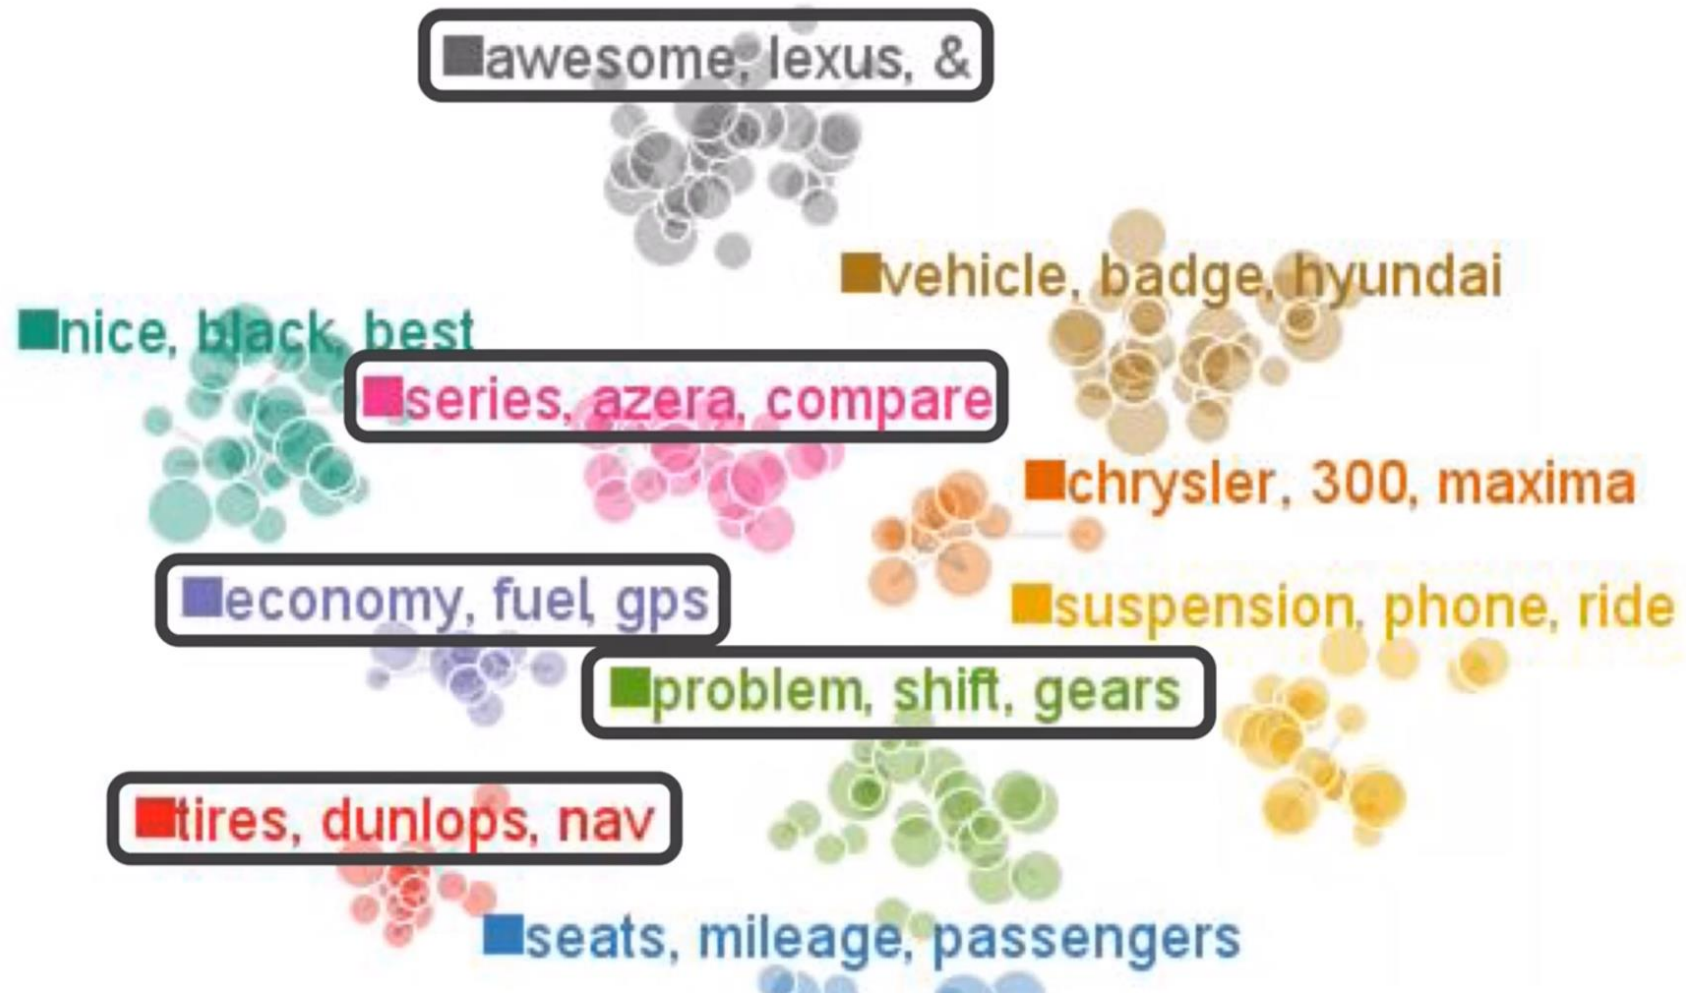 awesome, lexus, &
vehicle, badge, hyundai
nice, black, best
series, azera, compare
chrysler, 300, maxima
economy, fuel, gps
suspension, phone, ride
problem, shift, gears
tires, dunlops, nav
seats, mileage, passengers